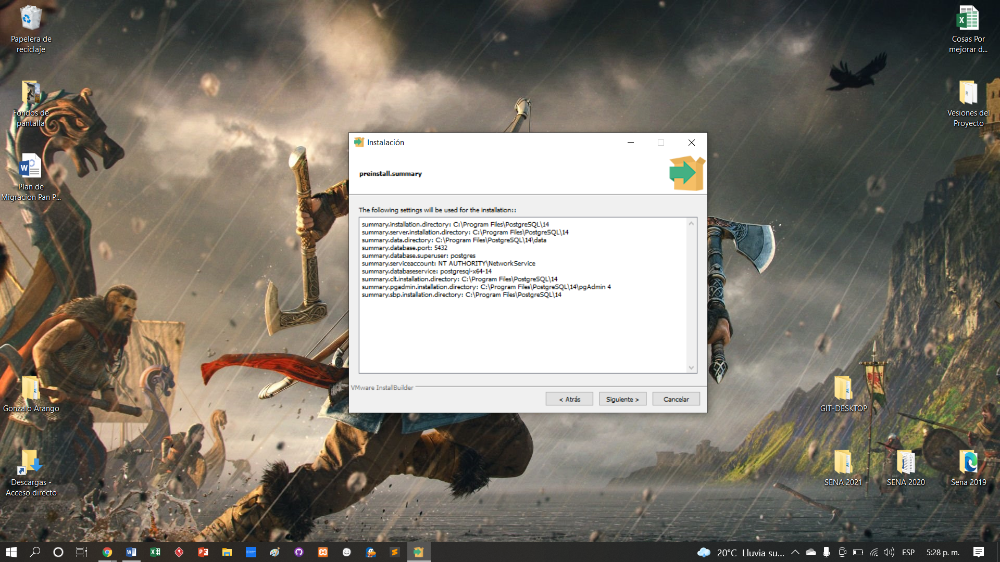 Papelera de
reciclaje
Fondos de
pantalla
Plan de
Migracion Pan P...
Gonzalo Arango
Descargas -
Acceso directo
Cosas Por
mejorar d...
Vesiones del
Proyecto
GIT-DESKTOP
SENA 2021
SENA 2020
Sena 2019
Instalación
preinstall.summary
The following settings will be used for the installation::
summary.installation.directory: C:\Program Files\PostgreSQL\14
summary.server.installation.directory: C:\Program Files\PostgreSQL\14
summary.data.directory: C:\Program Files\PostgreSQL\14\data
summary.database.port: 5432
summary.database.superuser: postgres
summary.serviceaccount: NT AUTHORITY\NetworkService
summary.databaseservice: postgresql-x64-14
summary.clt.installation.directory: C:\Program Files\PostgreSQL\14
summary.pgadmin.installation.directory: C:\Program Files\PostgreSQL\14\pgAdmin 4
summary.sbp.installation.directory: C:\Program Files\PostgreSQL\14
VMware InstallBuilder
< Atrás
Siguiente >
Cancelar
20°C Lluvia su...
ESP
5:28 p. m.